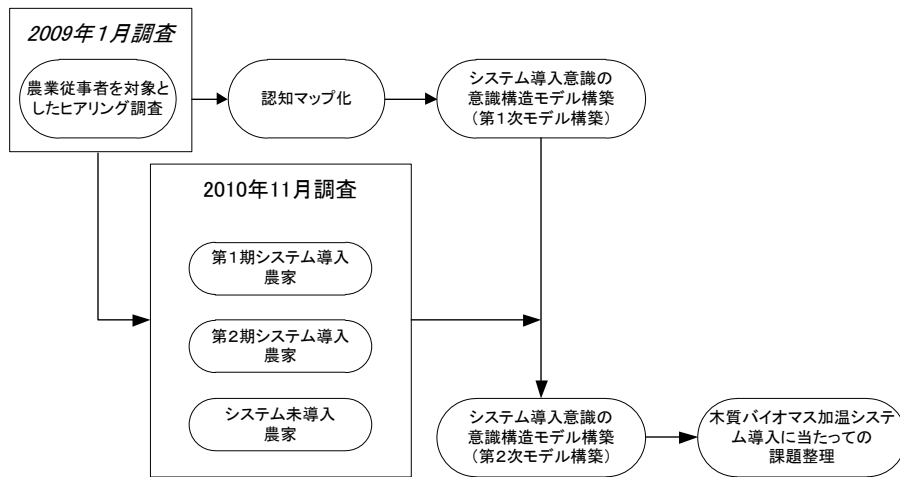 2009年1月調査
農業従事者を対象と
したヒアリング調査
認知マップ化
システム導入意識の
意識構造モデル構築
(第1次モデル構築)
2010年11月調査
第1期システム導入
農家
第2期システム導入
農家
システム未導入
農家
システム導入意識の
意識構造モデル構築
(第2次モデル構築)
木質バイオマス加温システ
ム導入に当たっての
課題整理